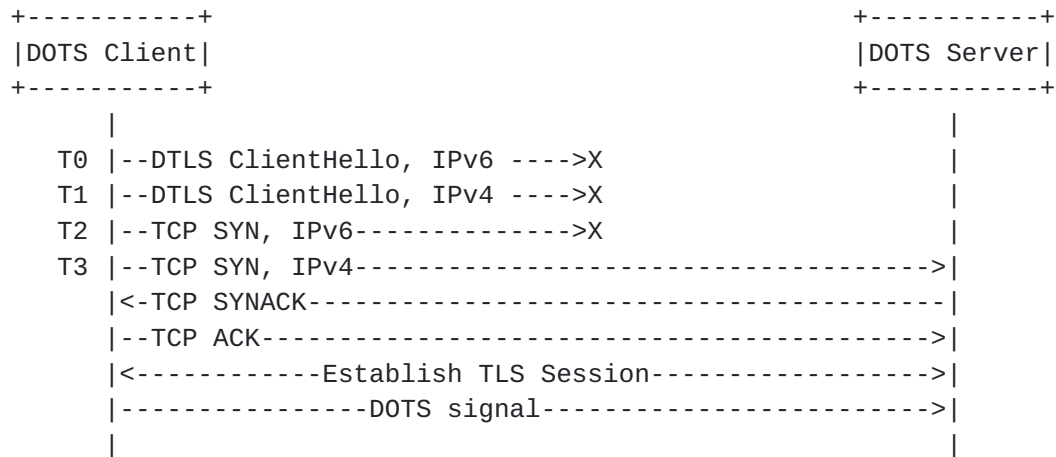 +-----------+                                     +-----------+
|DOTS Client|                                     |DOTS Server|
+-----------+                                     +-----------+
      |                                                 |
   T0 |--DTLS ClientHello, IPv6 ---->X                  |
   T1 |--DTLS ClientHello, IPv4 ---->X                  |
   T2 |--TCP SYN, IPv6-------------->X                  |
   T3 |--TCP SYN, IPv4------------------------------------->|
      |<-TCP SYNACK-----------------------------------------|
      |--TCP ACK------------------------------------------->|
      |<------------Establish TLS Session------------------>|
      |----------------DOTS signal------------------------->|
      |                                                 |